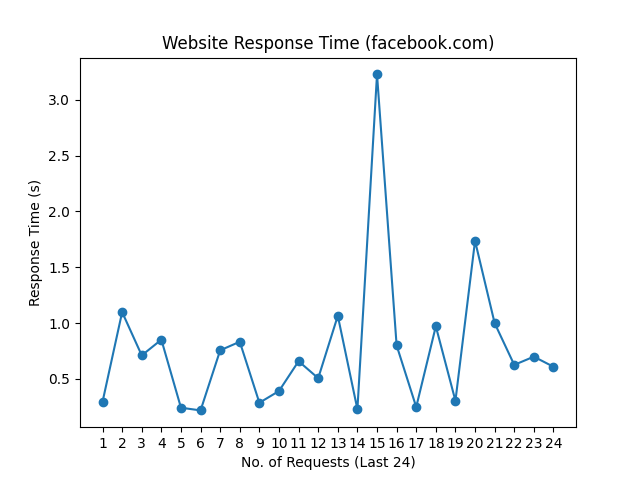 Website Response Time (facebook.com)
Response Time (s)
3.0
2.5
2.0
1.5
1.0
0.5
1 2 3 4 5 6 7 8 9 10 11 12 13 14 15 16 17 18 19 20 21 22 23 24
No. of Requests (Last 24)